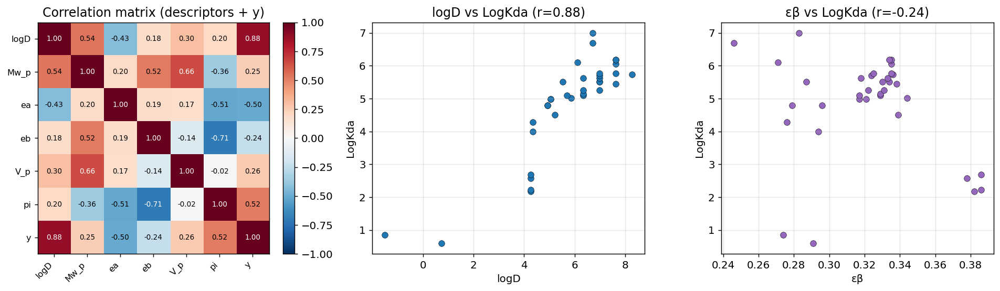 Correlation matrix (descriptors + y)
logD 1.00 0.54 -0.43 0.18 0.30 0.20 0.88
Mw_p 0.54 1.00 0.20 0.52 0.66 -0.36 0.25
ea -0.43 0.20 1.00 0.19 0.17 -0.51 -0.50
eb 0.18 0.52 0.19 1.00 -0.14 -0.71 -0.24
V_p 0.30 0.66 0.17 -0.14 1.00 -0.02 0.26
pi 0.20 -0.36 -0.51 -0.71 -0.02 1.00 0.52
y 0.88 0.25 -0.50 -0.24 0.26 0.52 1.00
logD Mw_p ea eb V_p pi y
1.00
0.75
0.50
0.25
0.00
−0.25
−0.50
−0.75
−1.00
logD vs LogKda (r=0.88)
LogKda
7
6
5
4
3
2
1
0 2 4 6 8
logD
εβ vs LogKda (r=-0.24)
LogKda
7
6
5
4
3
2
1
0.24 0.26 0.28 0.30 0.32 0.34 0.36 0.38
εβ